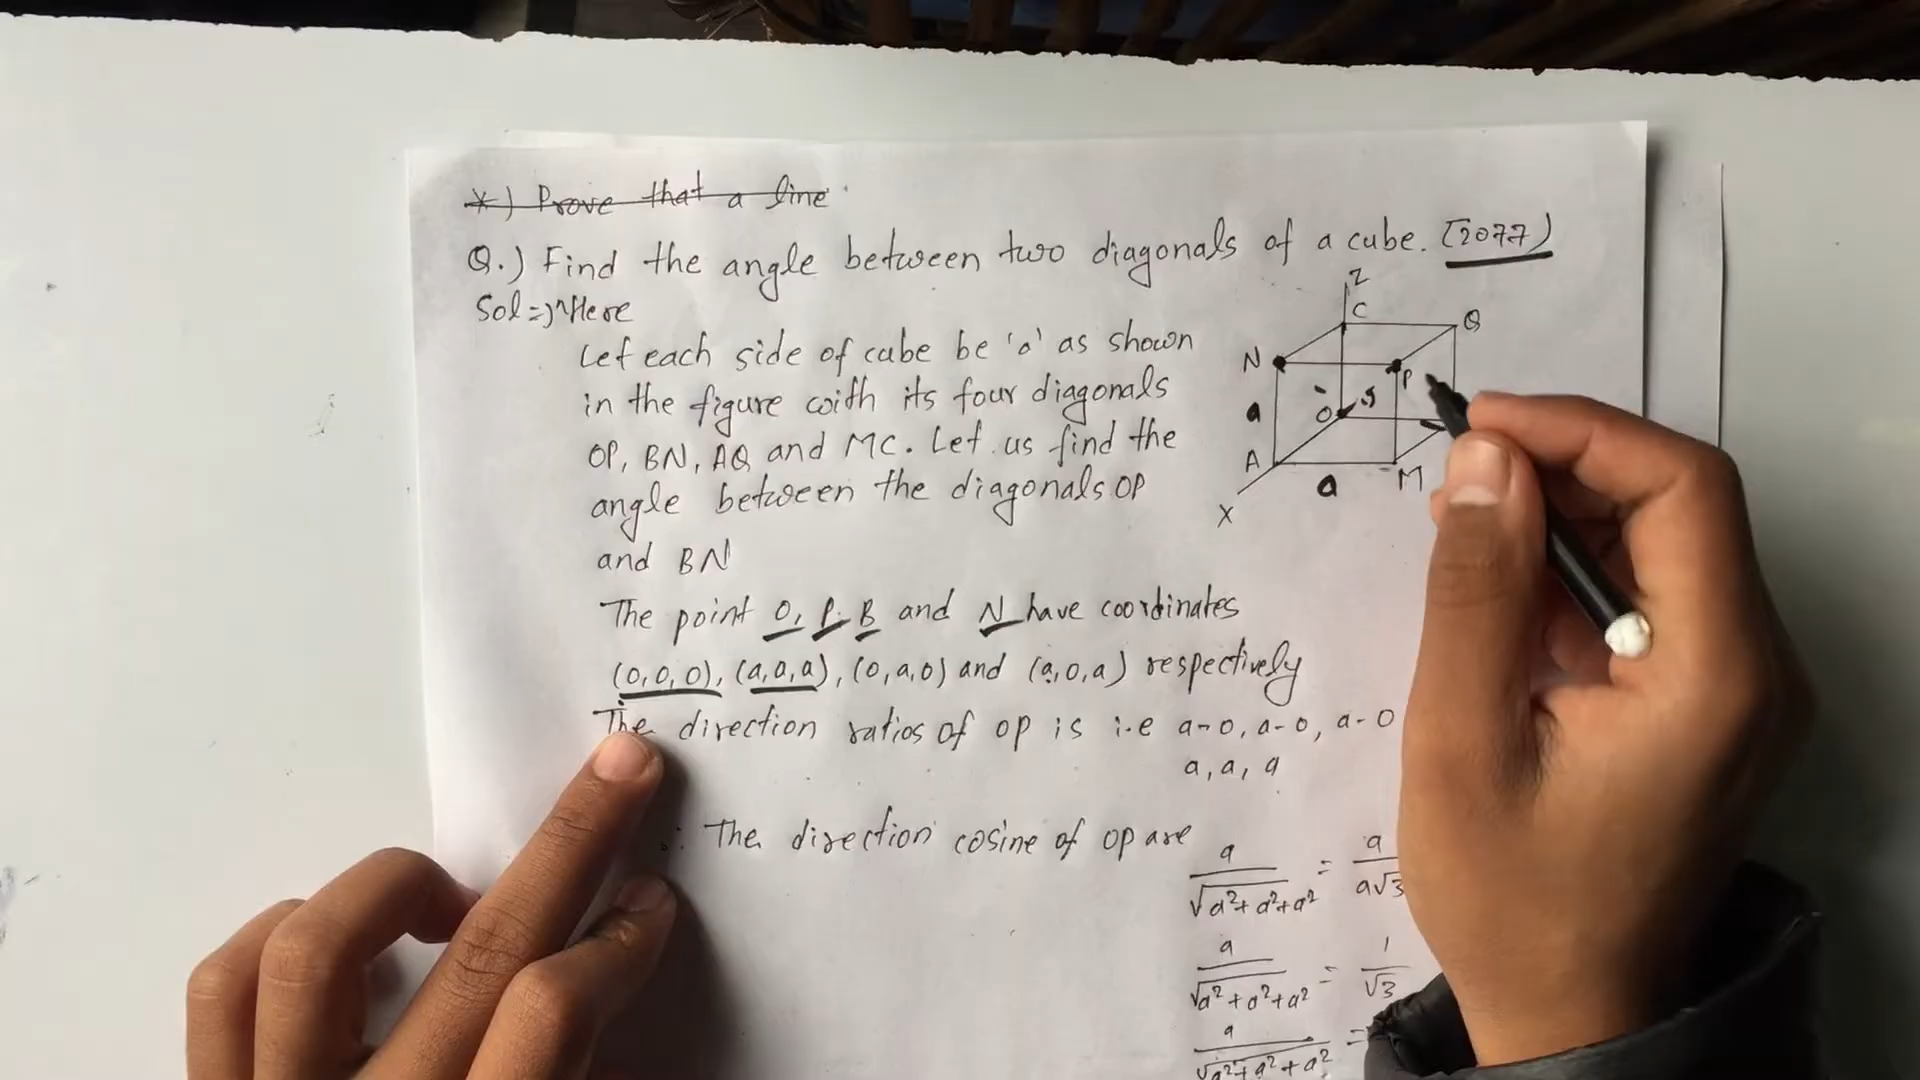 *) Prove that a line
Q.) Find the angle between two diagonals of a cube. [2077)
Sol=)^n Here
Let each side of cube be 'a' as shown
in the figure with its four diagonals
OP, BN, AQ and MC. Let us find the
angle between the diagonals OP
and BN
The point O, P, B and N have coordinates
(0,0,0), (a,a,a), (0,a,0) and (a,0,a) respectively
The direction ratios of OP is i.e a-0, a-0, a-0
a, a, a
∴ The direction cosine of OP are
a/√a²+a²+a² = a/a√3
a/√a²+a²+a² = 1/√3
a/√a²+a²+a² =
Z
C
Q
N
P
a
O
A
a
M
X